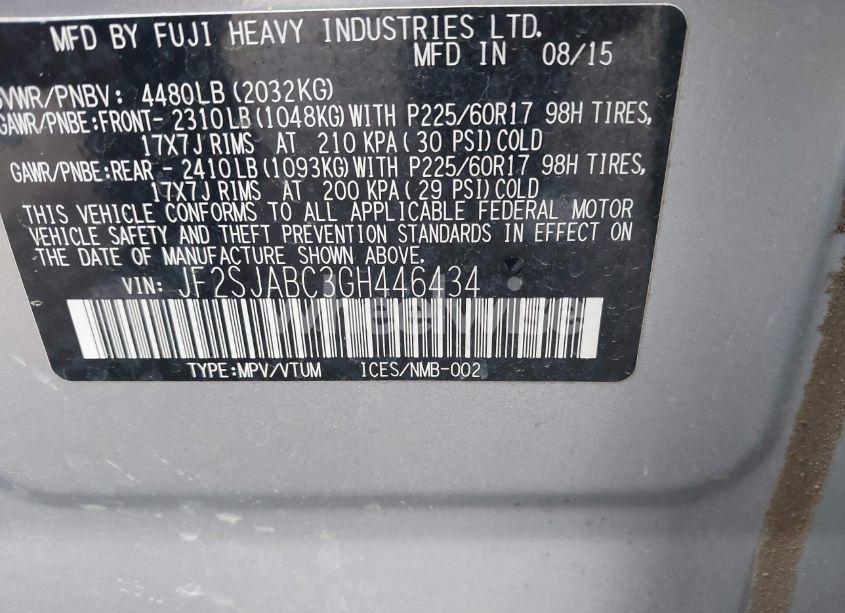 MFD BY FUJI HEAVY INDUSTRIES LTD.
MFD IN 08/15
GVWR/PNBV: 4480LB(2032KG)
GAWR/PNBE:FRONT- 2310LB(1048KG)WITH P225/60R17 98H TIRES,
17X7J RIMS AT 210 KPA(30 PSI)COLD
GAWR/PNBE:REAR - 2410LB(1093KG)WITH P225/60R17 98H TIRES,
17X7J RIMS AT 200 KPA(29 PSI)COLD
THIS VEHICLE CONFORMS TO ALL APPLICABLE FEDERAL MOTOR
VEHICLE SAFETY AND THEFT PREVENTION STANDARDS IN EFFECT ON
THE DATE OF MANUFACTURE SHOWN ABOVE.
VIN: JF2SJABC3GH446434
wheelwise
TYPE:MPV/VTUM ICES/NMB-002